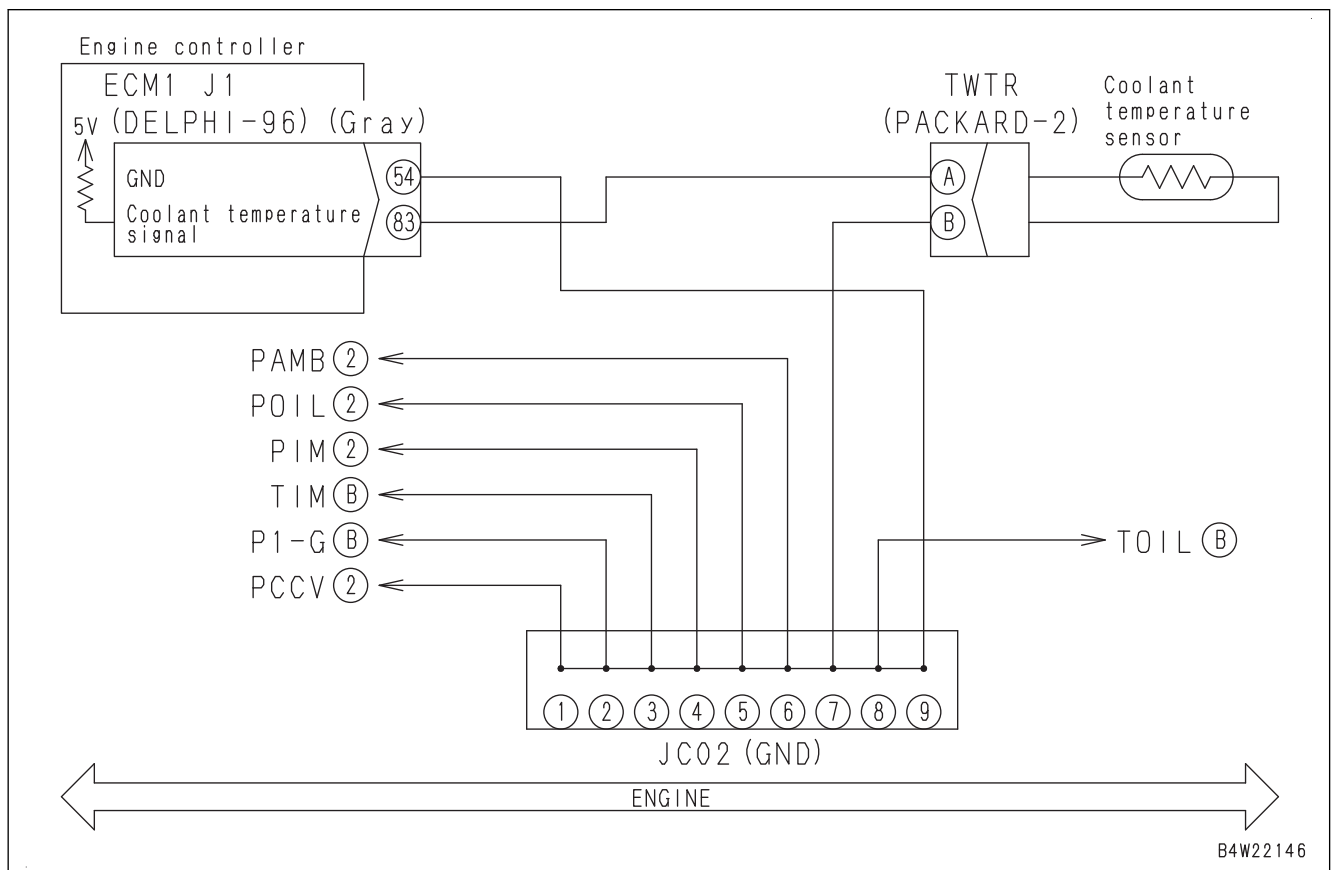 Engine controller
ECM1 J1
(DELPHI-96) (Gray)
5V
GND
Coolant temperature
signal
54
83
TWTR
(PACKARD-2)
A
B
Coolant
temperature
sensor
PAMB 2
POIL 2
PIM 2
TIM B
P1-G B
PCCV 2
TOIL B
1 2 3 4 5 6 7 8 9
JC02 (GND)
ENGINE
B4W22146